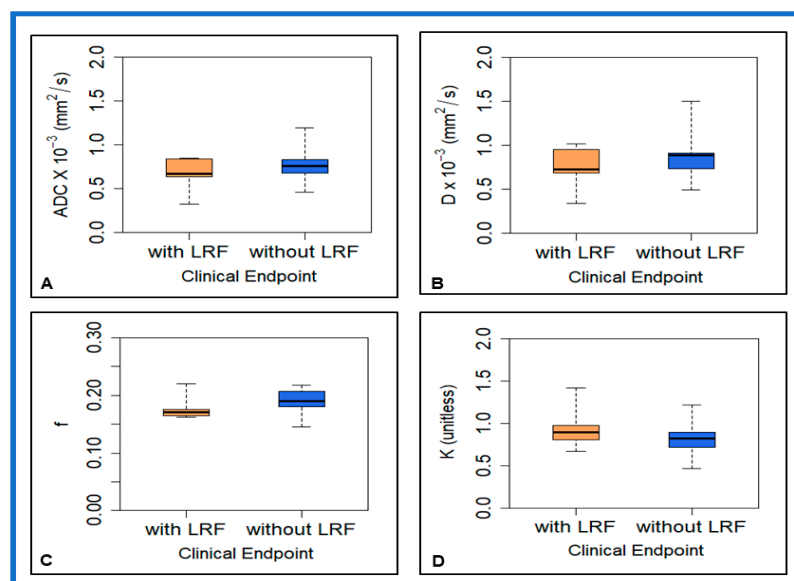 ADC X 10⁻³ (mm²/s)
2.0
1.5
1.0
0.5
0.0
with LRF without LRF
Clinical Endpoint
A
D x 10⁻³ (mm²/s)
2.0
1.5
1.0
0.5
0.0
with LRF without LRF
Clinical Endpoint
B
f
0.30
0.20
0.10
0.00
with LRF without LRF
Clinical Endpoint
C
K (unitless)
2.0
1.5
1.0
0.5
0.0
with LRF without LRF
Clinical Endpoint
D